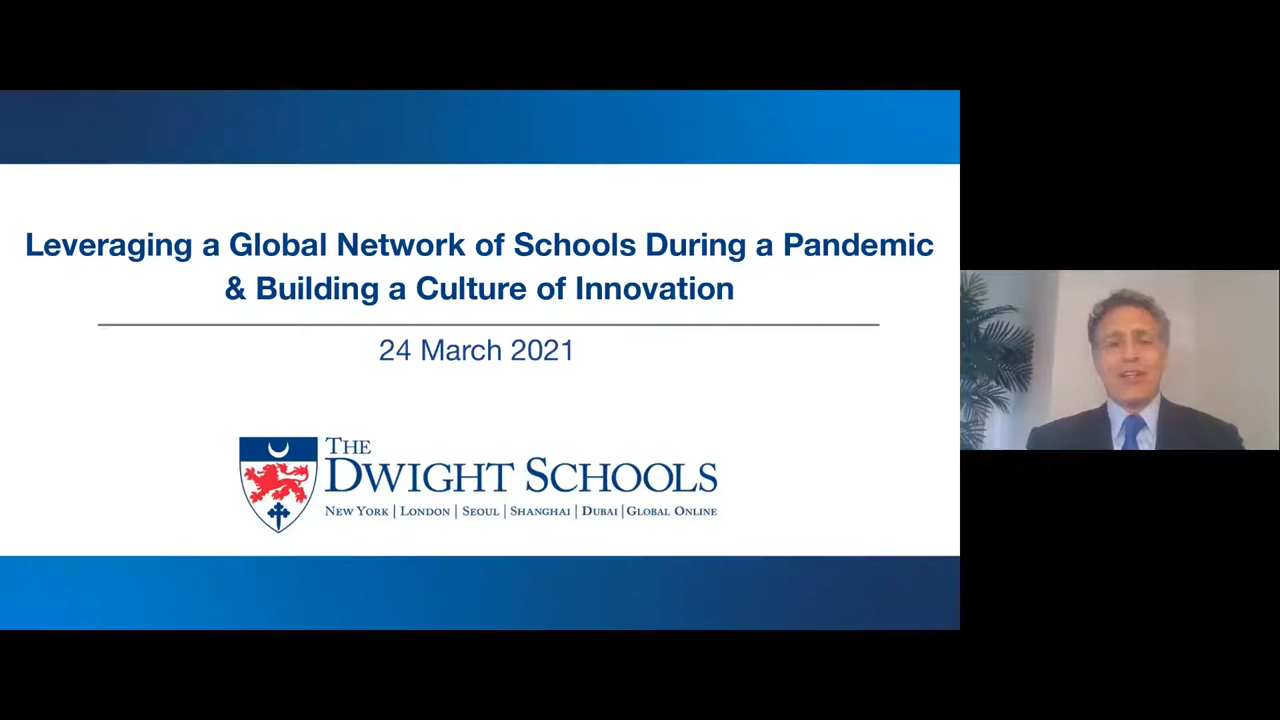 Leveraging a Global Network of Schools During a Pandemic
& Building a Culture of Innovation
24 March 2021
THE
DWIGHT SCHOOLS
NEW YORK | LONDON | SEOUL | SHANGHAI | DUBAI | GLOBAL ONLINE